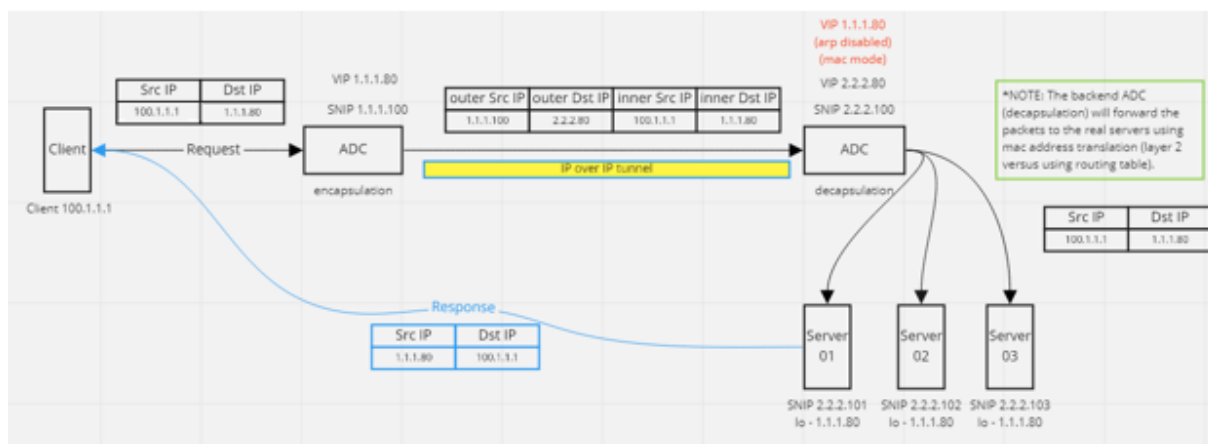 VIP 1.1.1.80
(arp disabled)
(mac mode)
VIP 1.1.1.80
VIP 2.2.2.80
Src IP Dst IP
100.1.1.1 1.1.1.80
SNIP 1.1.1.100
outer Src IP outer Dst IP inner Src IP inner Dst IP
1.1.1.100 2.2.2.80 100.1.1.1 1.1.1.80
SNIP 2.2.2.100
*NOTE: The backend ADC
(decapsulation) will forward the
packets to the real servers using
mac address translation (layer 2
versus using routing table).
Client
Request
ADC
IP over IP tunnel
ADC
encapsulation
decapsulation
Client 100.1.1.1
Src IP Dst IP
100.1.1.1 1.1.1.80
Response
Src IP Dst IP
1.1.1.80 100.1.1.1
Server
01
Server
02
Server
03
SNIP 2.2.2.101 SNIP 2.2.2.102 SNIP 2.2.2.103
lo - 1.1.1.80 lo - 1.1.1.80 lo - 1.1.1.80